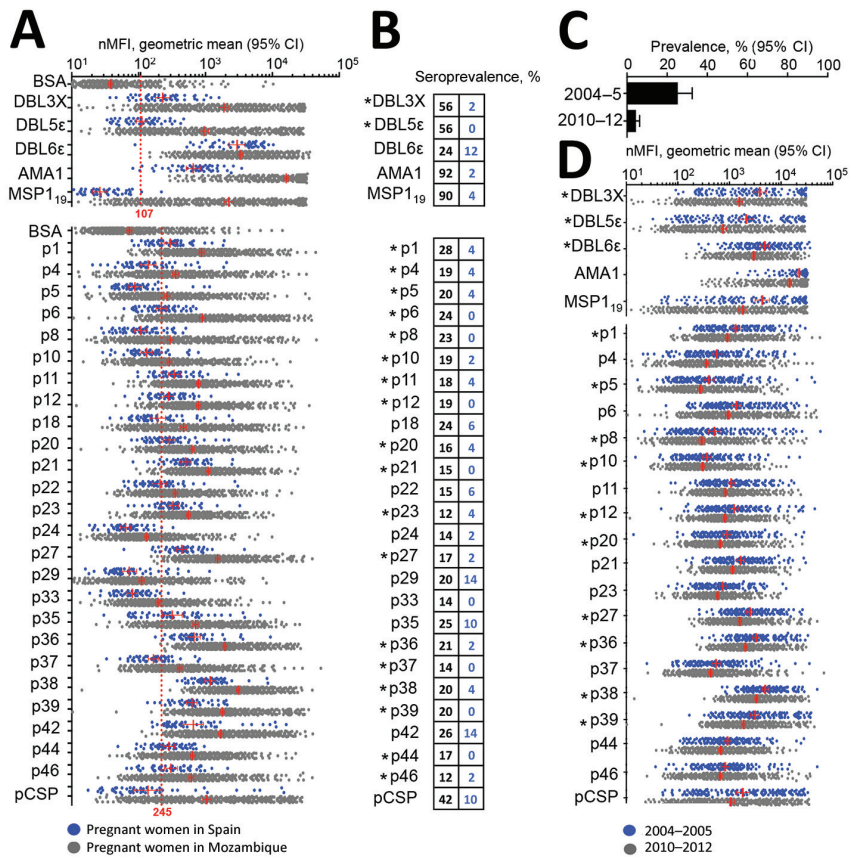 A
nMFI, geometric mean (95% CI)
10¹ 10² 10³ 10⁴ 10⁵
BSA
DBL3X
DBL5ε
DBL6ε
AMA1
MSP1₁₉
107
BSA
p1
p4
p5
p6
p8
p10
p11
p12
p18
p20
p21
p22
p23
p24
p27
p29
p33
p35
p36
p37
p38
p39
p42
p44
p46
pCSP
245
Pregnant women in Spain
Pregnant women in Mozambique
B
Seroprevalence, %
*DBL3X 56 2
*DBL5ε 56 0
DBL6ε 24 12
AMA1 92 2
MSP1₁₉ 90 4
*p1 28 4
*p4 19 4
*p5 20 4
*p6 24 0
*p8 23 0
*p10 19 2
*p11 18 4
*p12 19 0
p18 24 6
*p20 16 4
*p21 15 0
p22 15 6
*p23 12 4
p24 14 2
*p27 17 2
p29 20 14
p33 14 0
p35 25 10
*p36 21 2
*p37 14 0
*p38 20 4
*p39 20 0
p42 26 14
*p44 17 0
*p46 12 2
pCSP 42 10
C
Prevalence, % (95% CI)
0 20 40 60 80 100
2004–5
2010–12
D
nMFI, geometric mean (95% CI)
10¹ 10² 10³ 10⁴ 10⁵
*DBL3X
*DBL5ε
*DBL6ε
AMA1
MSP1₁₉
*p1
p4
*p5
p6
*p8
*p10
p11
*p12
*p20
p21
p23
*p27
*p36
p37
*p38
*p39
p44
p46
pCSP
2004–2005
2010–2012